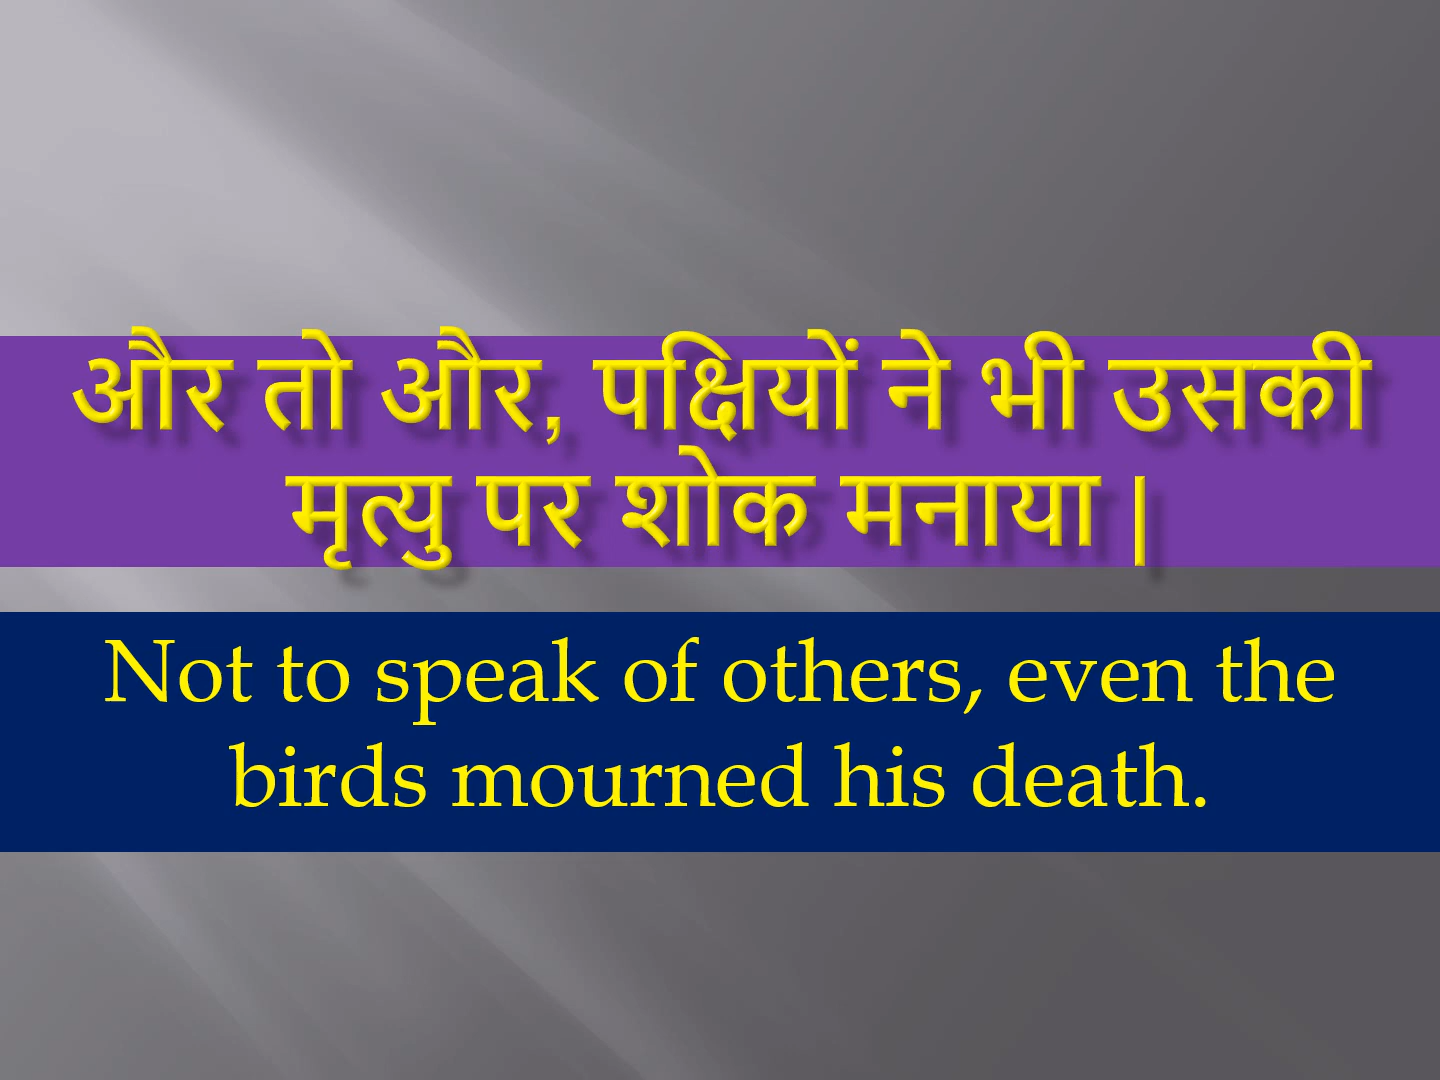 और तो और, पक्षियों ने भी उसकी
मृत्यु पर शोक मनाया |
Not to speak of others, even the
birds mourned his death.